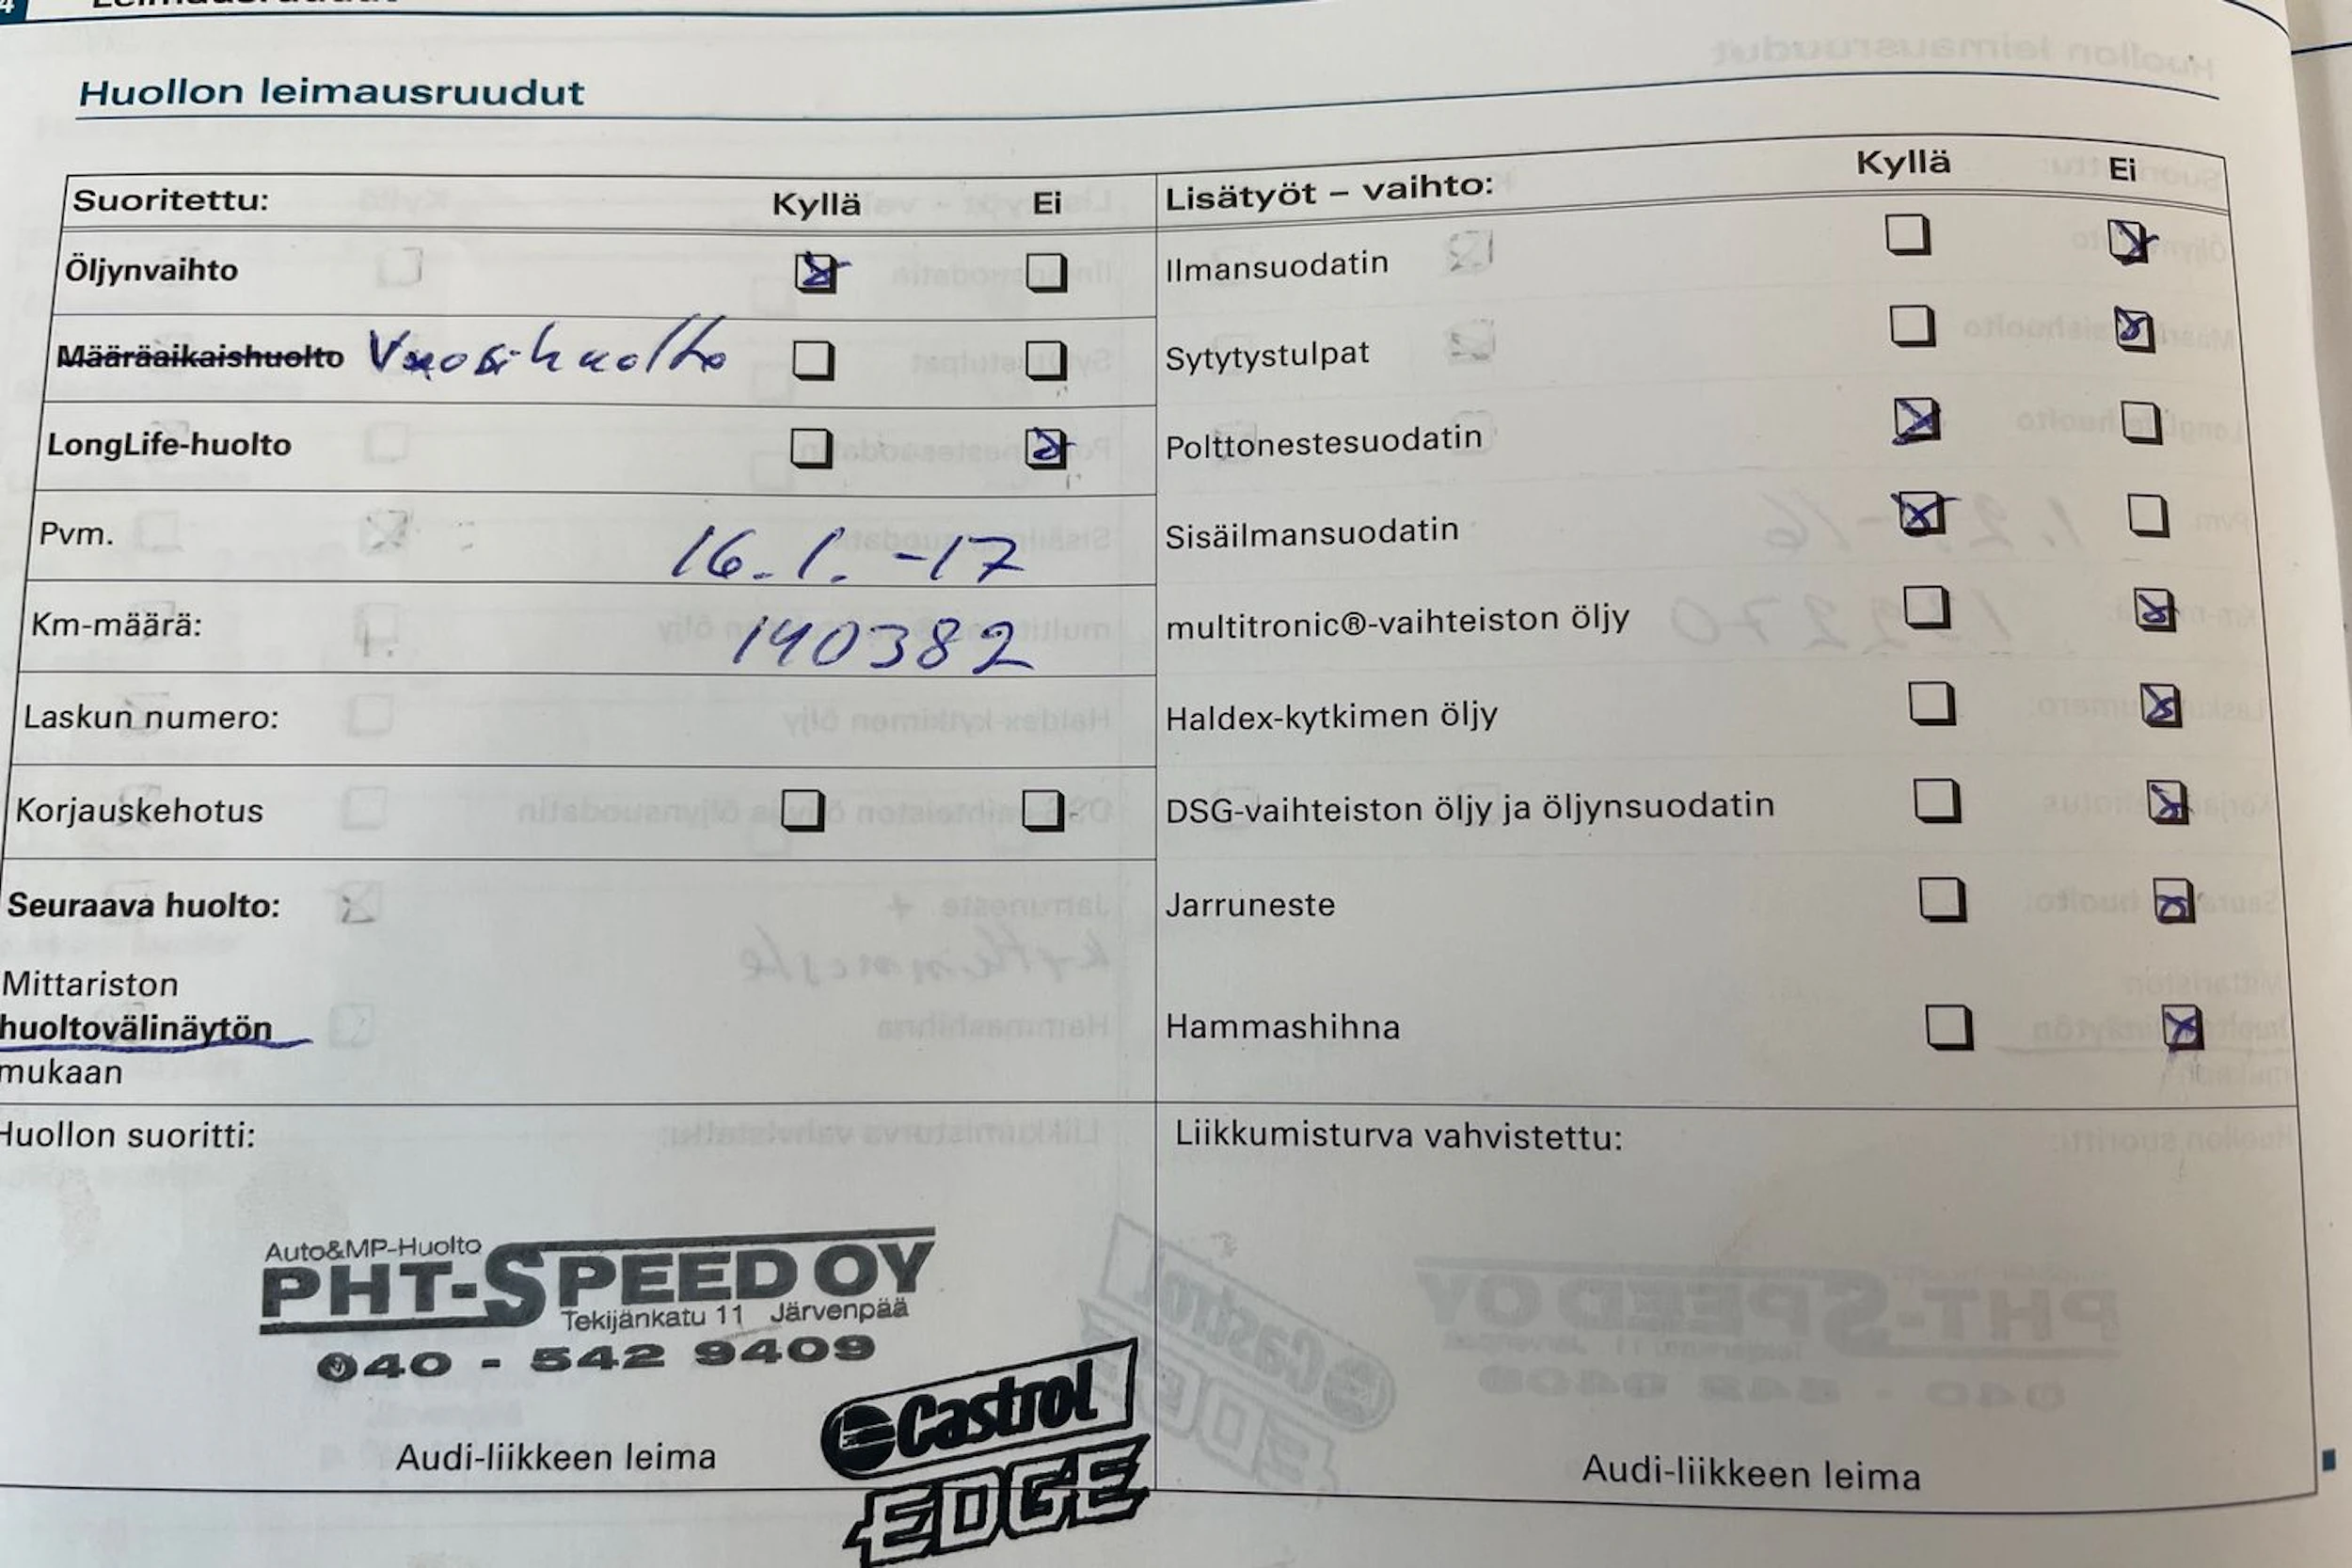 Huollon leimausruudut
Suoritettu: Kyllä Ei
Öljynvaihto
Määräaikaishuolto Vuosihuolto
LongLife-huolto
Pvm. 16.1.-17
Km-määrä: 140382
Laskun numero:
Korjauskehotus
Seuraava huolto:
Mittariston
huoltovälinäytön
mukaan
Huollon suoritti:
Auto&MP-Huolto
PHT-SPEED OY
Tekijänkatu 11 Järvenpää
040 - 542 9409
Castrol
EDGE
Audi-liikkeen leima
Lisätyöt – vaihto: Kyllä Ei
Ilmansuodatin
Sytytystulpat
Polttonestesuodatin
Sisäilmansuodatin
multitronic®-vaihteiston öljy
Haldex-kytkimen öljy
DSG-vaihteiston öljy ja öljynsuodatin
Jarruneste
Hammashihna
Liikkumisturva vahvistettu:
Audi-liikkeen leima